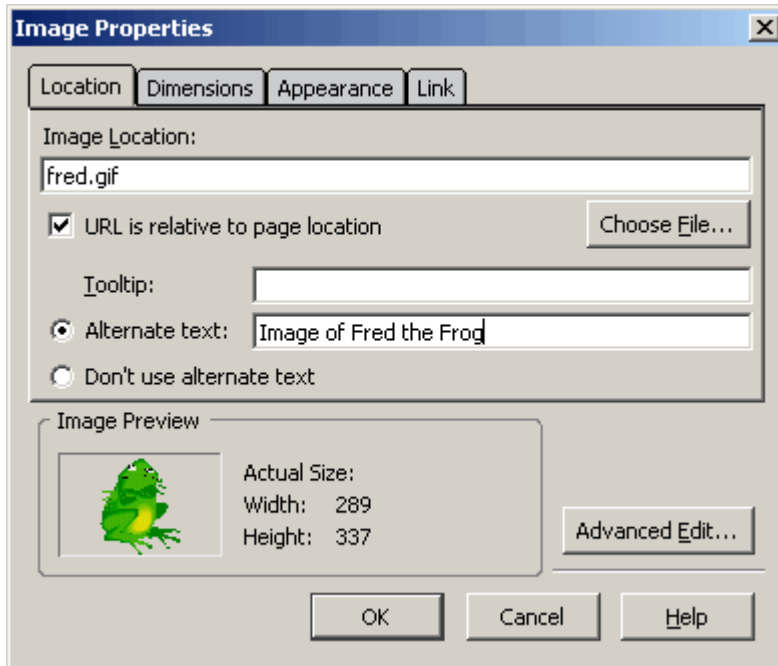 Image Properties
Location Dimensions Appearance Link
Image Location:
fred.gif
URL is relative to page location
Choose File...
Tooltip:
Alternate text: Image of Fred the Frog
Don't use alternate text
Image Preview
Actual Size:
Width: 289
Height: 337
Advanced Edit...
OK Cancel Help